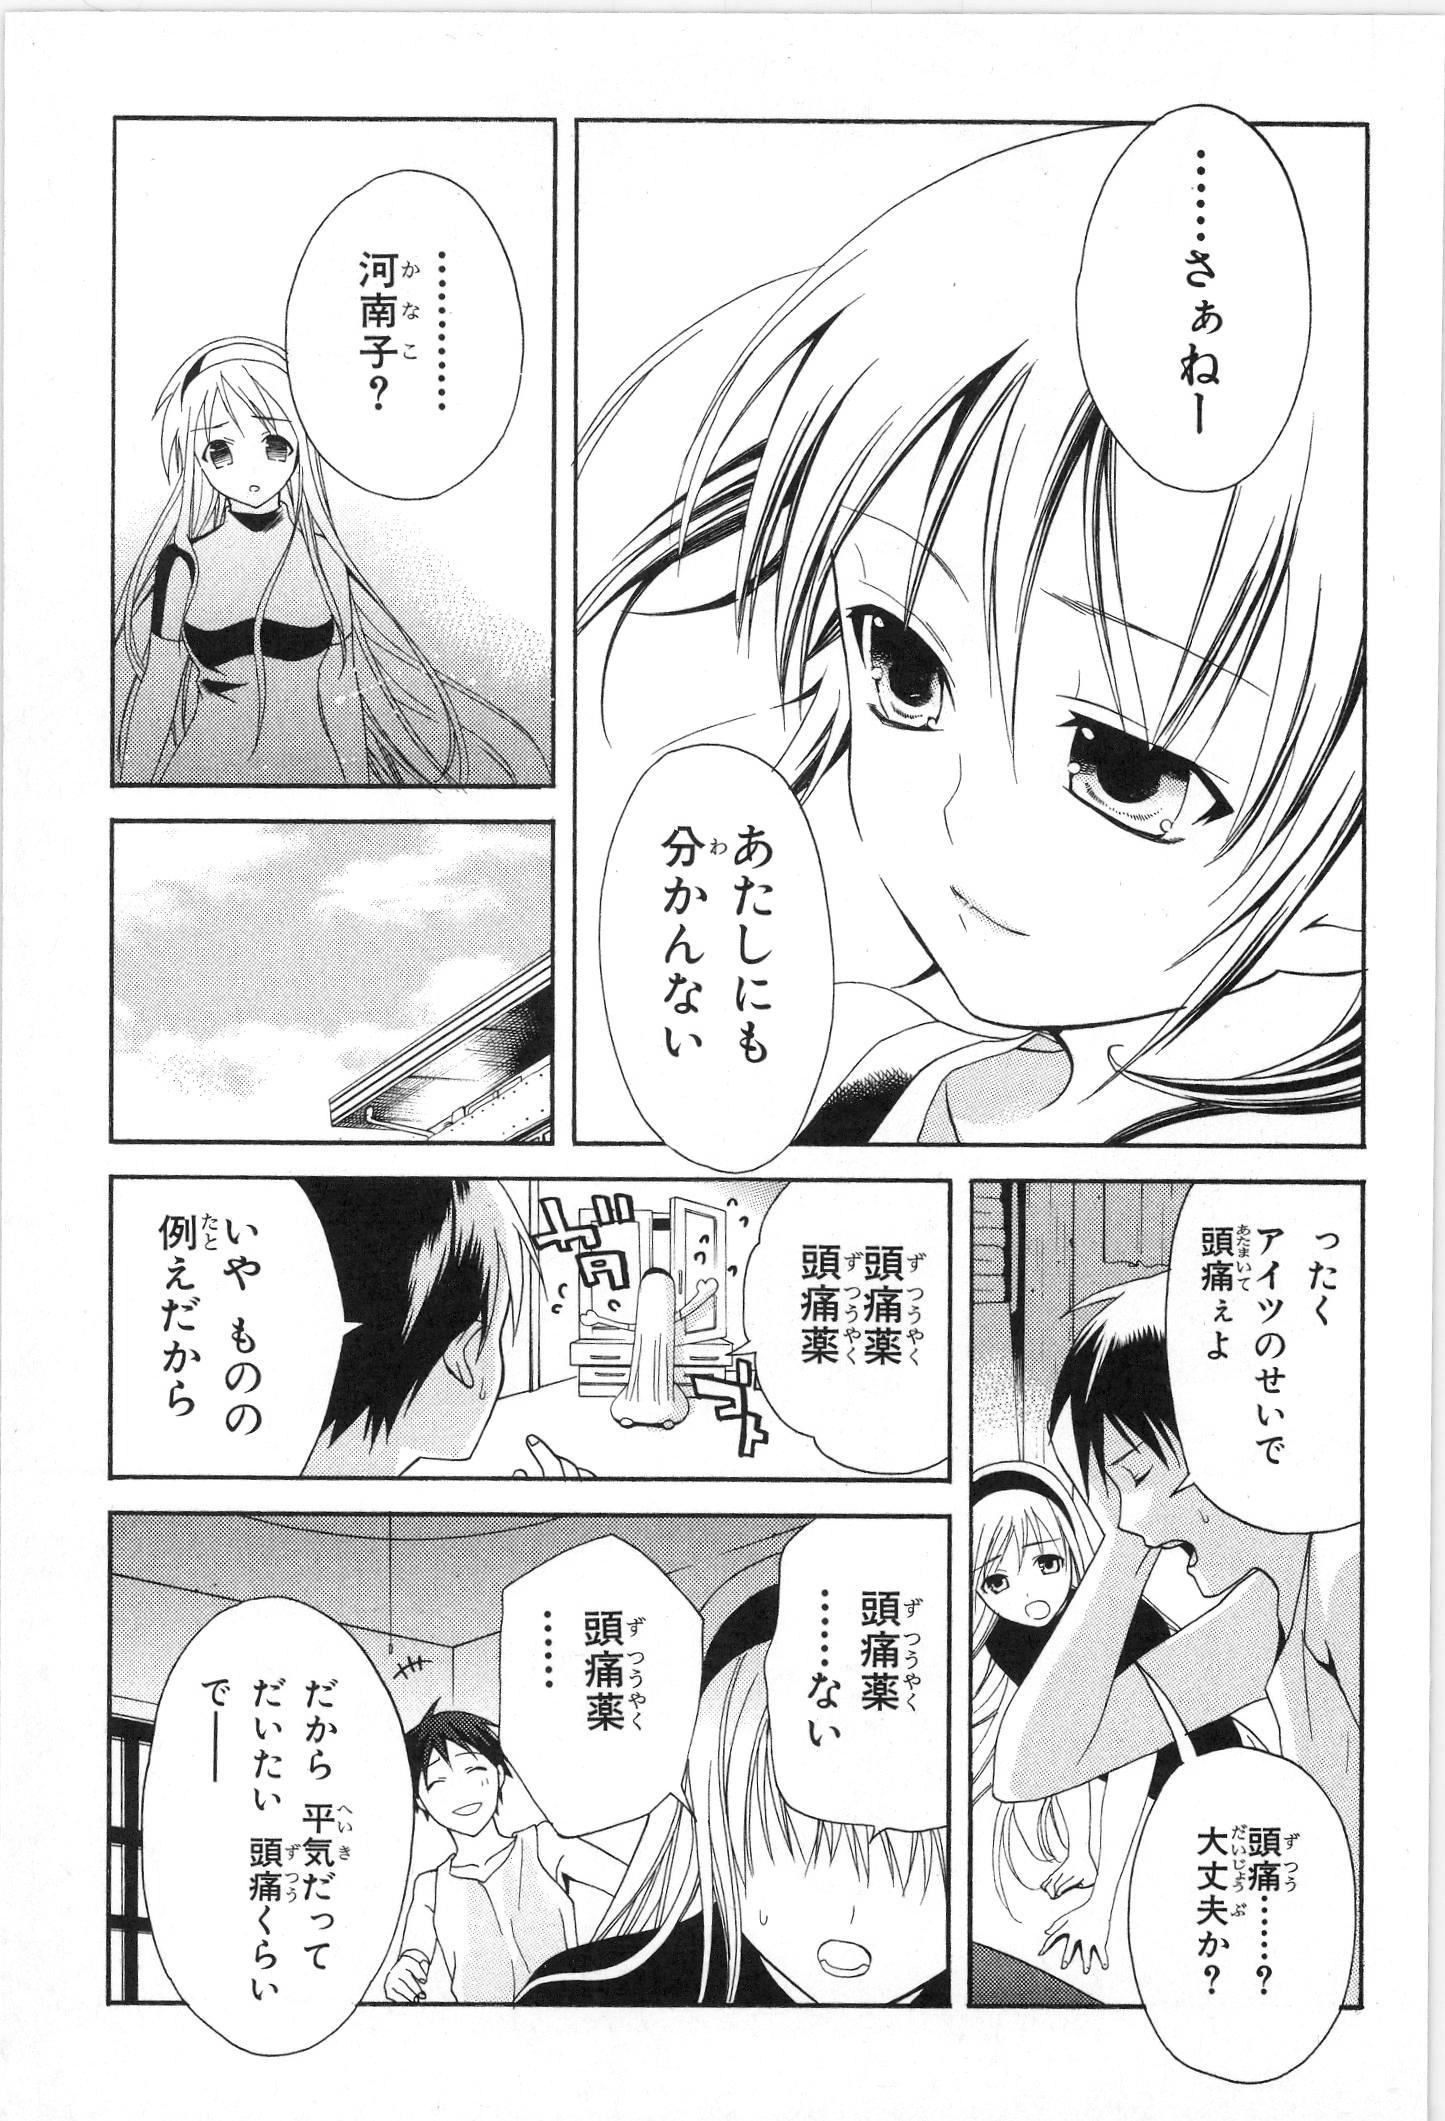 ……さぁねー
あたしにも
分かんない
…………
河南子?
ったく
アイツのせいで
頭痛ぇよ
頭痛……?
大丈夫か?
頭痛薬
頭痛薬
いや ものの
例えだから
頭痛薬
……ない
頭痛薬
……
だから 平気だって
だいたい 頭痛くらい
で――